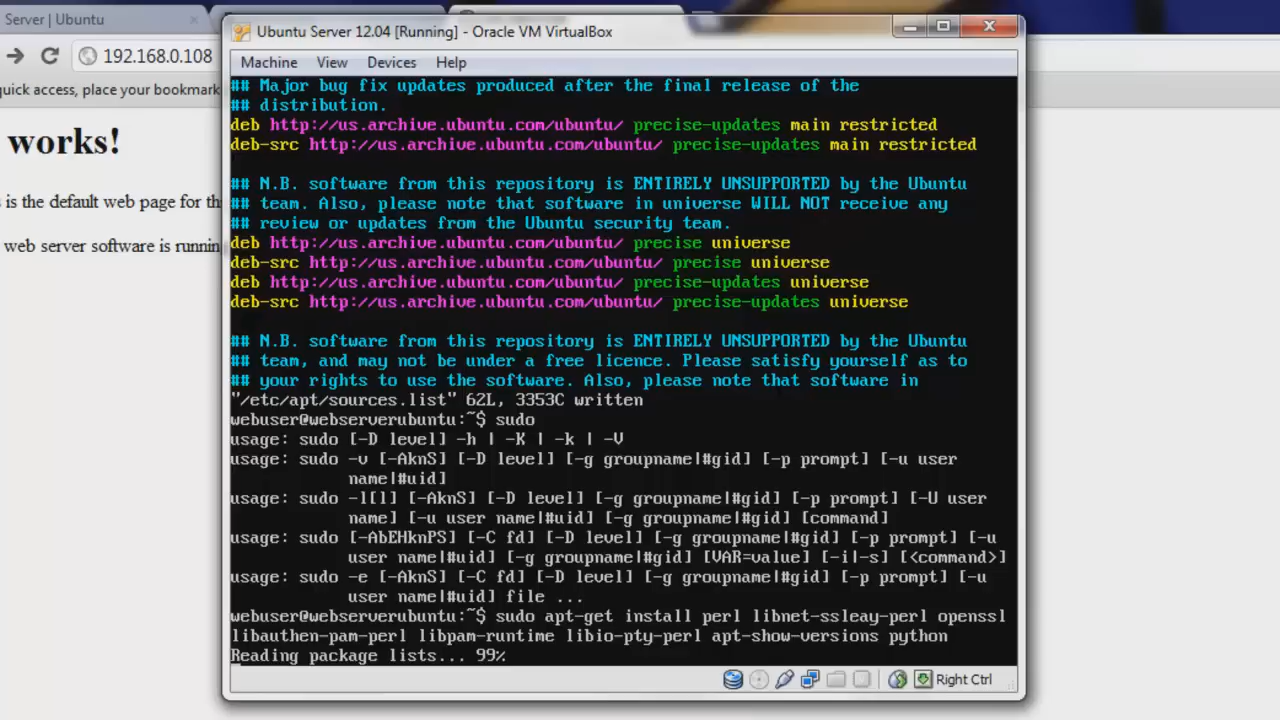 Server | Ubuntu
Ubuntu Server 12.04 [Running] - Oracle VM VirtualBox
192.168.0.108
Machine View Devices Help
quick access, place your bookmark
works!
is the default web page for th
web server software is runnin
## Major bug fix updates produced after the final release of the
## distribution.
deb http://us.archive.ubuntu.com/ubuntu/ precise-updates main restricted
deb-src http://us.archive.ubuntu.com/ubuntu/ precise-updates main restricted
## N.B. software from this repository is ENTIRELY UNSUPPORTED by the Ubuntu
## team. Also, please note that software in universe WILL NOT receive any
## review or updates from the Ubuntu security team.
deb http://us.archive.ubuntu.com/ubuntu/ precise universe
deb-src http://us.archive.ubuntu.com/ubuntu/ precise universe
deb http://us.archive.ubuntu.com/ubuntu/ precise-updates universe
deb-src http://us.archive.ubuntu.com/ubuntu/ precise-updates universe
## N.B. software from this repository is ENTIRELY UNSUPPORTED by the Ubuntu
## team, and may not be under a free licence. Please satisfy yourself as to
## your rights to use the software. Also, please note that software in
"/etc/apt/sources.list" 62L, 3353C written
webuser@webserverubuntu:~$ sudo
usage: sudo [-D level] -h | -K | -k | -V
usage: sudo -v [-AknS] [-D level] [-g groupname|#gid] [-p prompt] [-u user
name|#uid]
usage: sudo -l[l] [-AknS] [-D level] [-g groupname|#gid] [-p prompt] [-U user
name] [-u user name|#uid] [-g groupname|#gid] [command]
usage: sudo [-AbEHknPS] [-C fd] [-D level] [-g groupname|#gid] [-p prompt] [-u
user name|#uid] [-g groupname|#gid] [VAR=value] [-i|-s] [<command>]
usage: sudo -e [-AknS] [-C fd] [-D level] [-g groupname|#gid] [-p prompt] [-u
user name|#uid] file ...
webuser@webserverubuntu:~$ sudo apt-get install perl libnet-ssleay-perl openssl
libauthen-pam-perl libpam-runtime libio-pty-perl apt-show-versions python
Reading package lists... 99%
Right Ctrl